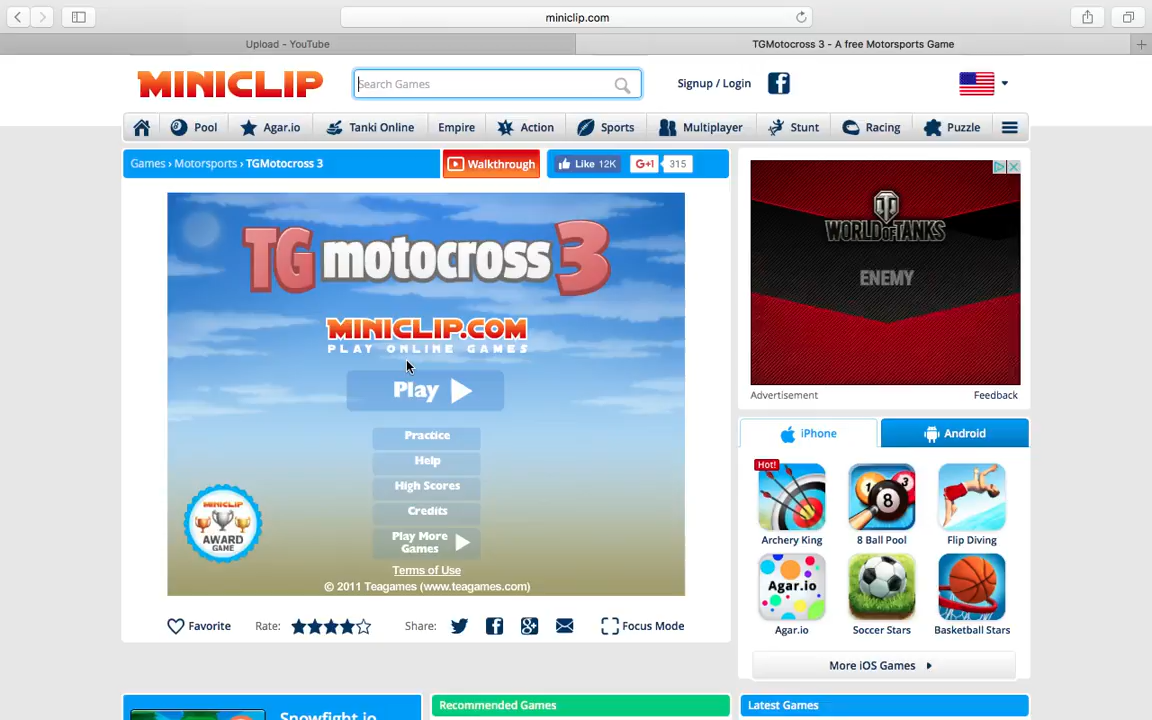 miniclip.com
Upload - YouTube
TGMotocross 3 - A free Motorsports Game
MINICLIP
Search Games
Signup / Login
Pool
Agar.io
Tanki Online
Empire
Action
Sports
Multiplayer
Stunt
Racing
Puzzle
Games › Motorsports › TGMotocross 3
Walkthrough
Like 12K
G+1
315
TG motocross 3
MINICLIP.COM
PLAY ONLINE GAMES
Play
Practice
Help
High Scores
Credits
Play More
Games
Terms of Use
© 2011 Teagames (www.teagames.com)
MINICLIP
AWARD
GAME
Favorite
Rate:
Share:
Focus Mode
WORLD OF TANKS
ENEMY
Advertisement
Feedback
iPhone
Android
Hot!
Archery King
8
8 Ball Pool
Flip Diving
Agar.io
Agar.io
Soccer Stars
Basketball Stars
More iOS Games
Snowfight.io
Recommended Games
Latest Games